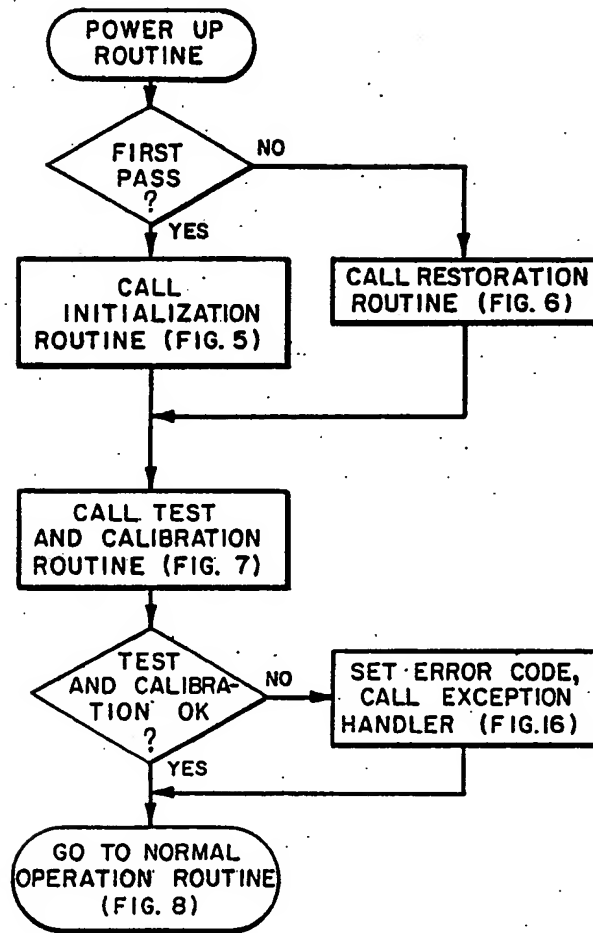 POWER UP
ROUTINE
FIRST
PASS
?
NO
YES
CALL
INITIALIZATION
ROUTINE (FIG. 5)
CALL RESTORATION
ROUTINE (FIG. 6)
CALL TEST
AND CALIBRATION
ROUTINE (FIG. 7)
TEST
AND CALIBRA-
TION OK
?
NO
YES
SET ERROR CODE,
CALL EXCEPTION
HANDLER (FIG.16)
GO TO NORMAL
OPERATION ROUTINE
(FIG. 8)